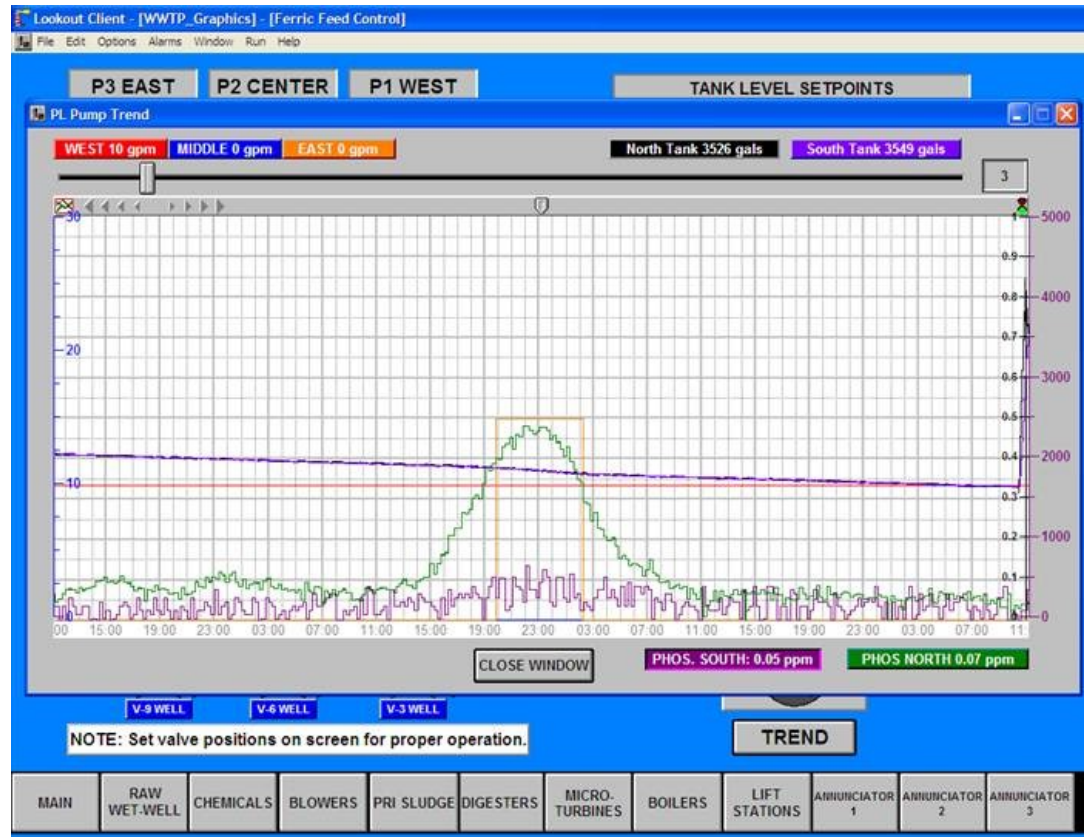 Lookout Client - [WWTP_Graphics] - [Ferric Feed Control]
File Edit Options Alarms Window Run Help
P3 EAST P2 CENTER P1 WEST TANK LEVEL SETPOINTS
PL Pump Trend
WEST 10 gpm MIDDLE 0 gpm EAST 0 gpm North Tank 3526 gals South Tank 3549 gals
3
30 1 5000
0.9
0.8 4000
20 0.7
0.6 3000
0.5
0.4 2000
10 0.3
0.2 1000
0.1
0 0
:00 15:00 19:00 23:00 03:00 07:00 11:00 15:00 19:00 23:00 03:00 07:00 11:00 15:00 19:00 23:00 03:00 07:00 11:
CLOSE WINDOW PHOS. SOUTH: 0.05 ppm PHOS NORTH 0.07 ppm
V-9 WELL V-6 WELL V-3 WELL
NOTE: Set valve positions on screen for proper operation. TREND
MAIN RAW WET-WELL CHEMICALS BLOWERS PRI SLUDGE DIGESTERS MICRO-TURBINES BOILERS LIFT STATIONS ANNUNCIATOR 1 ANNUNCIATOR 2 ANNUNCIATOR 3